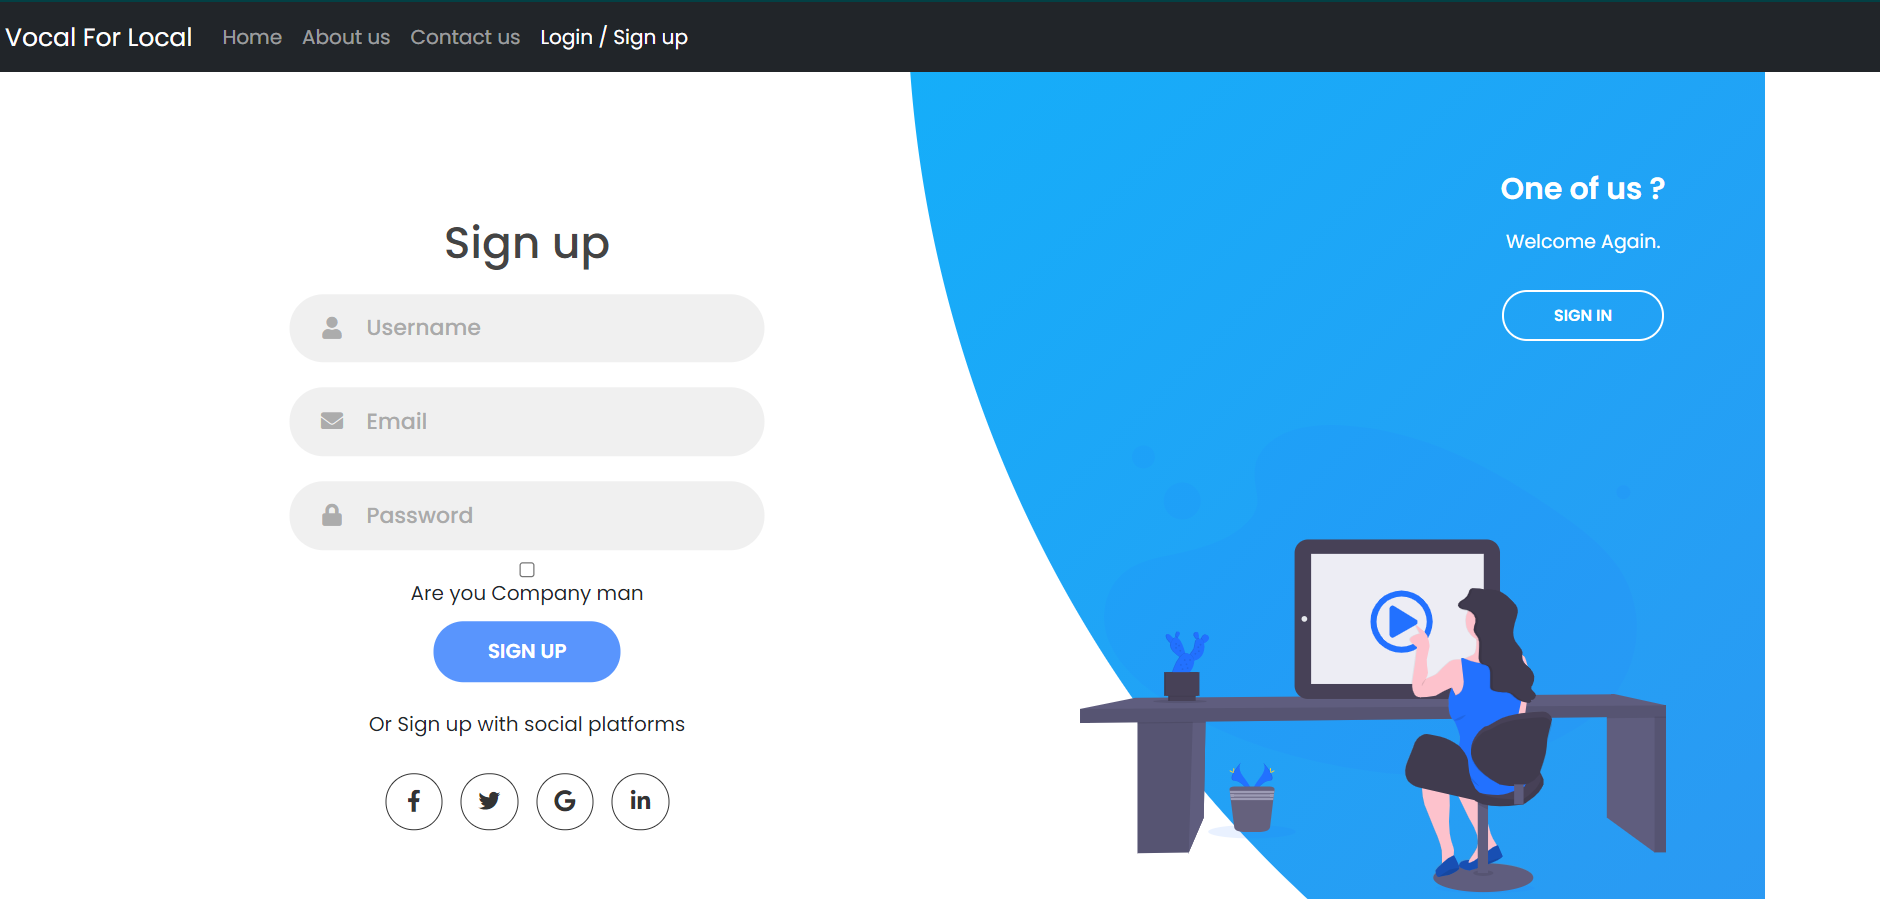 Vocal For Local Home About us Contact us Login / Sign up
Sign up
Username
Email
Password
Are you Company man
SIGN UP
Or Sign up with social platforms
One of us ?
Welcome Again.
SIGN IN